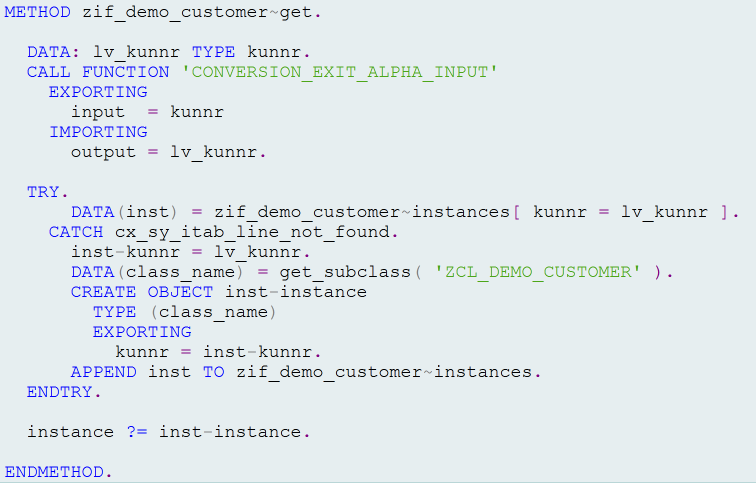 METHOD zif_demo_customer~get.
DATA: lv_kunnr TYPE kunnr.
CALL FUNCTION 'CONVERSION_EXIT_ALPHA_INPUT'
EXPORTING
input = kunnr
IMPORTING
output = lv_kunnr.
TRY.
DATA(inst) = zif_demo_customer~instances[ kunnr = lv_kunnr ].
CATCH cx_sy_itab_line_not_found.
inst-kunnr = lv_kunnr.
DATA(class_name) = get_subclass( 'ZCL_DEMO_CUSTOMER' ).
CREATE OBJECT inst-instance
TYPE (class_name)
EXPORTING
kunnr = inst-kunnr.
APPEND inst TO zif_demo_customer~instances.
ENDTRY.
instance ?= inst-instance.
ENDMETHOD.